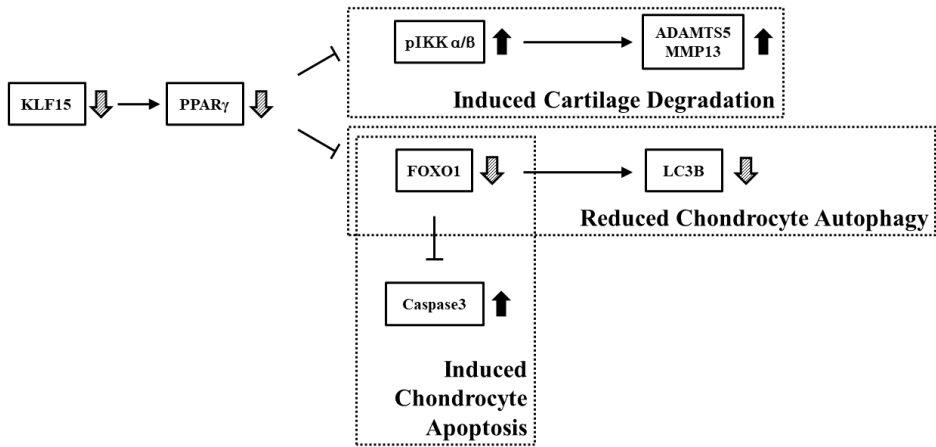 pIKK α/β
ADAMTS5
MMP13
Induced Cartilage Degradation
KLF15
PPARγ
FOXO1
LC3B
Reduced Chondrocyte Autophagy
Caspase3
Induced
Chondrocyte
Apoptosis